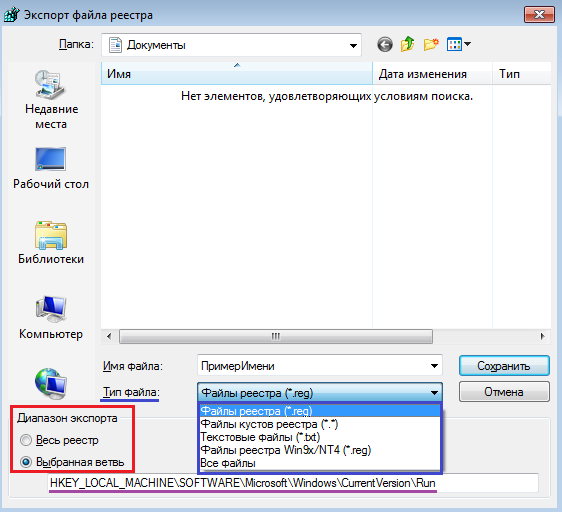 Экспорт файла реестра
Папка: Документы
Имя Дата изменения Тип
Нет элементов, удовлетворяющих условиям поиска.
Недавние места
Рабочий стол
Библиотеки
Компьютер
Имя файла: ПримерИмени Сохранить
Тип файла: Файлы реестра (*.reg) Отмена
Файлы реестра (*.reg)
Файлы кустов реестра (*.*)
Текстовые файлы (*.txt)
Файлы реестра Win9x/NT4 (*.reg)
Все файлы
Диапазон экспорта
Весь реестр
Выбранная ветвь
HKEY_LOCAL_MACHINE\SOFTWARE\Microsoft\Windows\CurrentVersion\Run